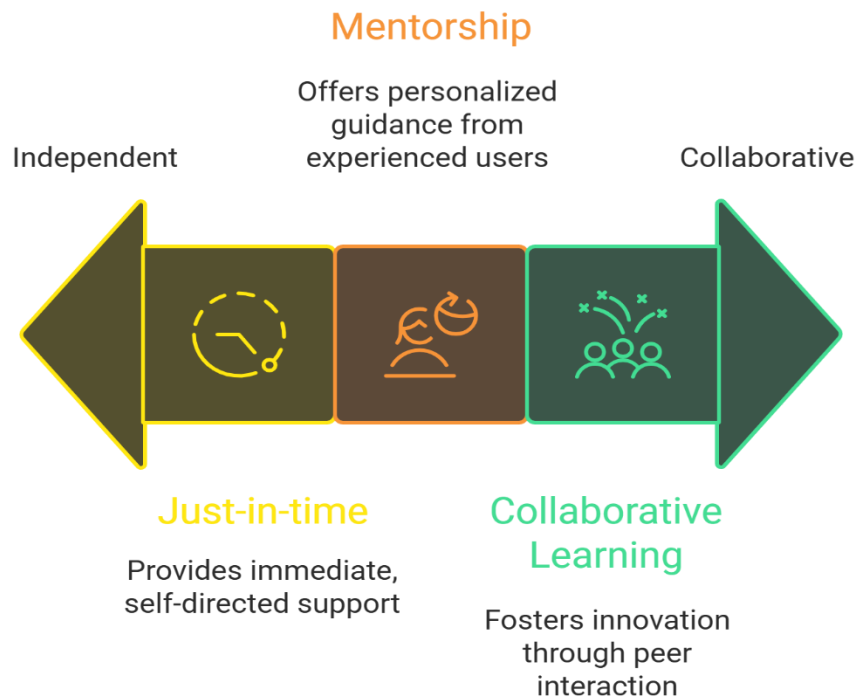 Mentorship
Offers personalized
guidance from
experienced users
Independent
Collaborative
Just-in-time
Provides immediate,
self-directed support
Collaborative
Learning
Fosters innovation
through peer
interaction